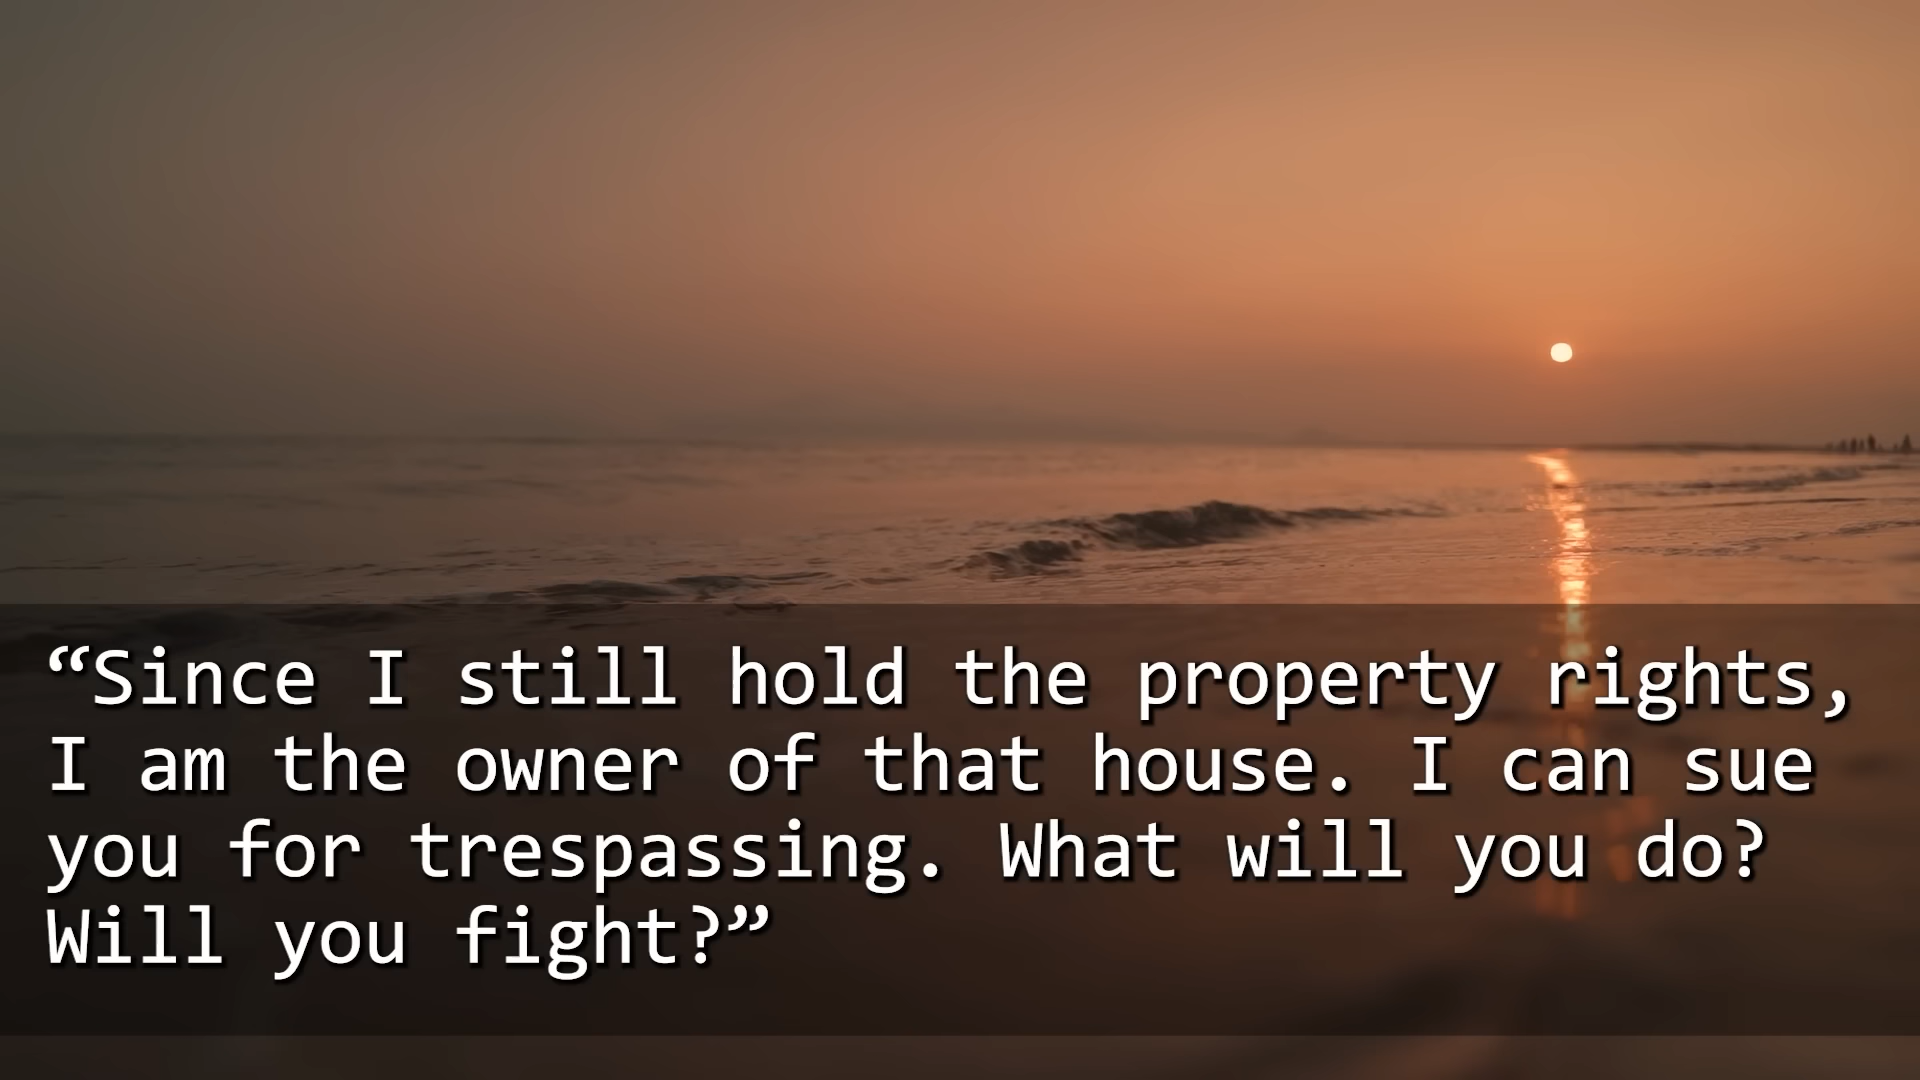 “Since I still hold the property rights,
I am the owner of that house. I can sue
you for trespassing. What will you do?
Will you fight?”